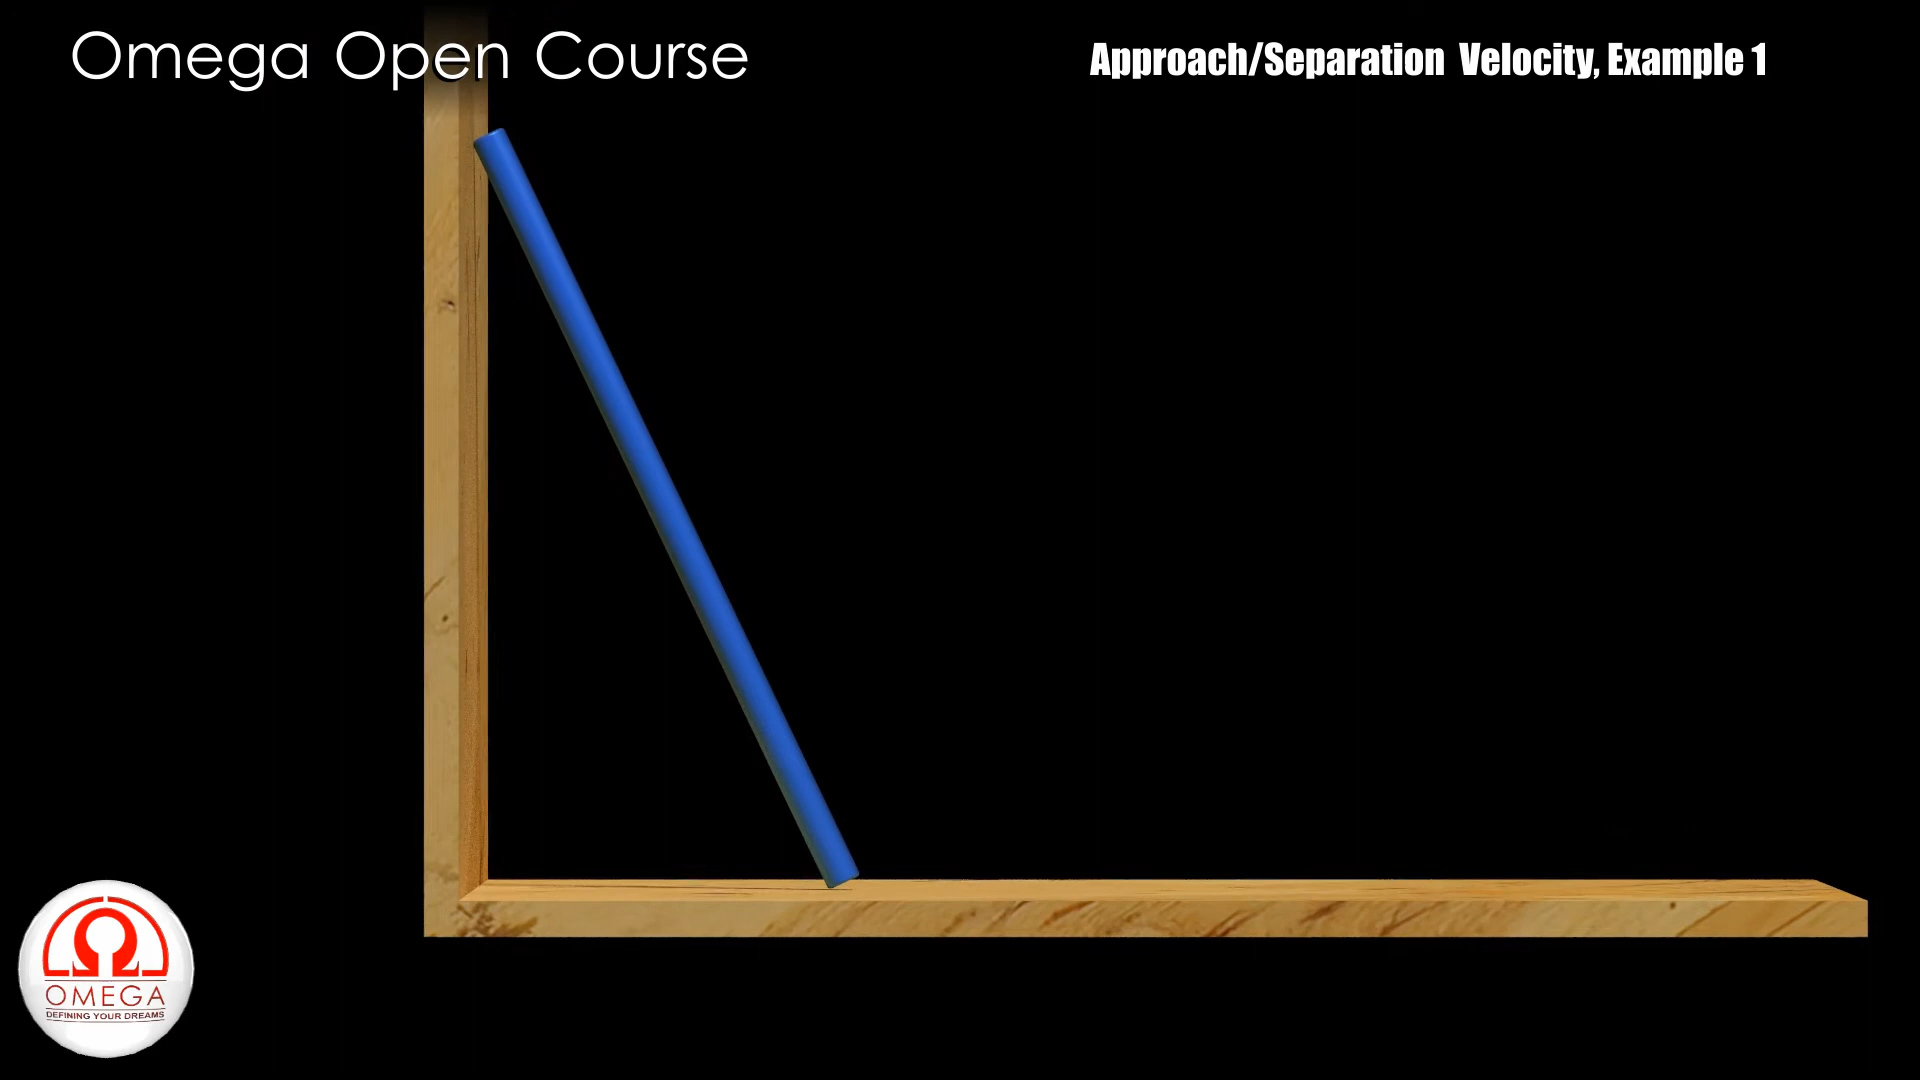 Omega Open Course
Approach/Separation Velocity, Example 1
OMEGA
DEFINING YOUR DREAMS